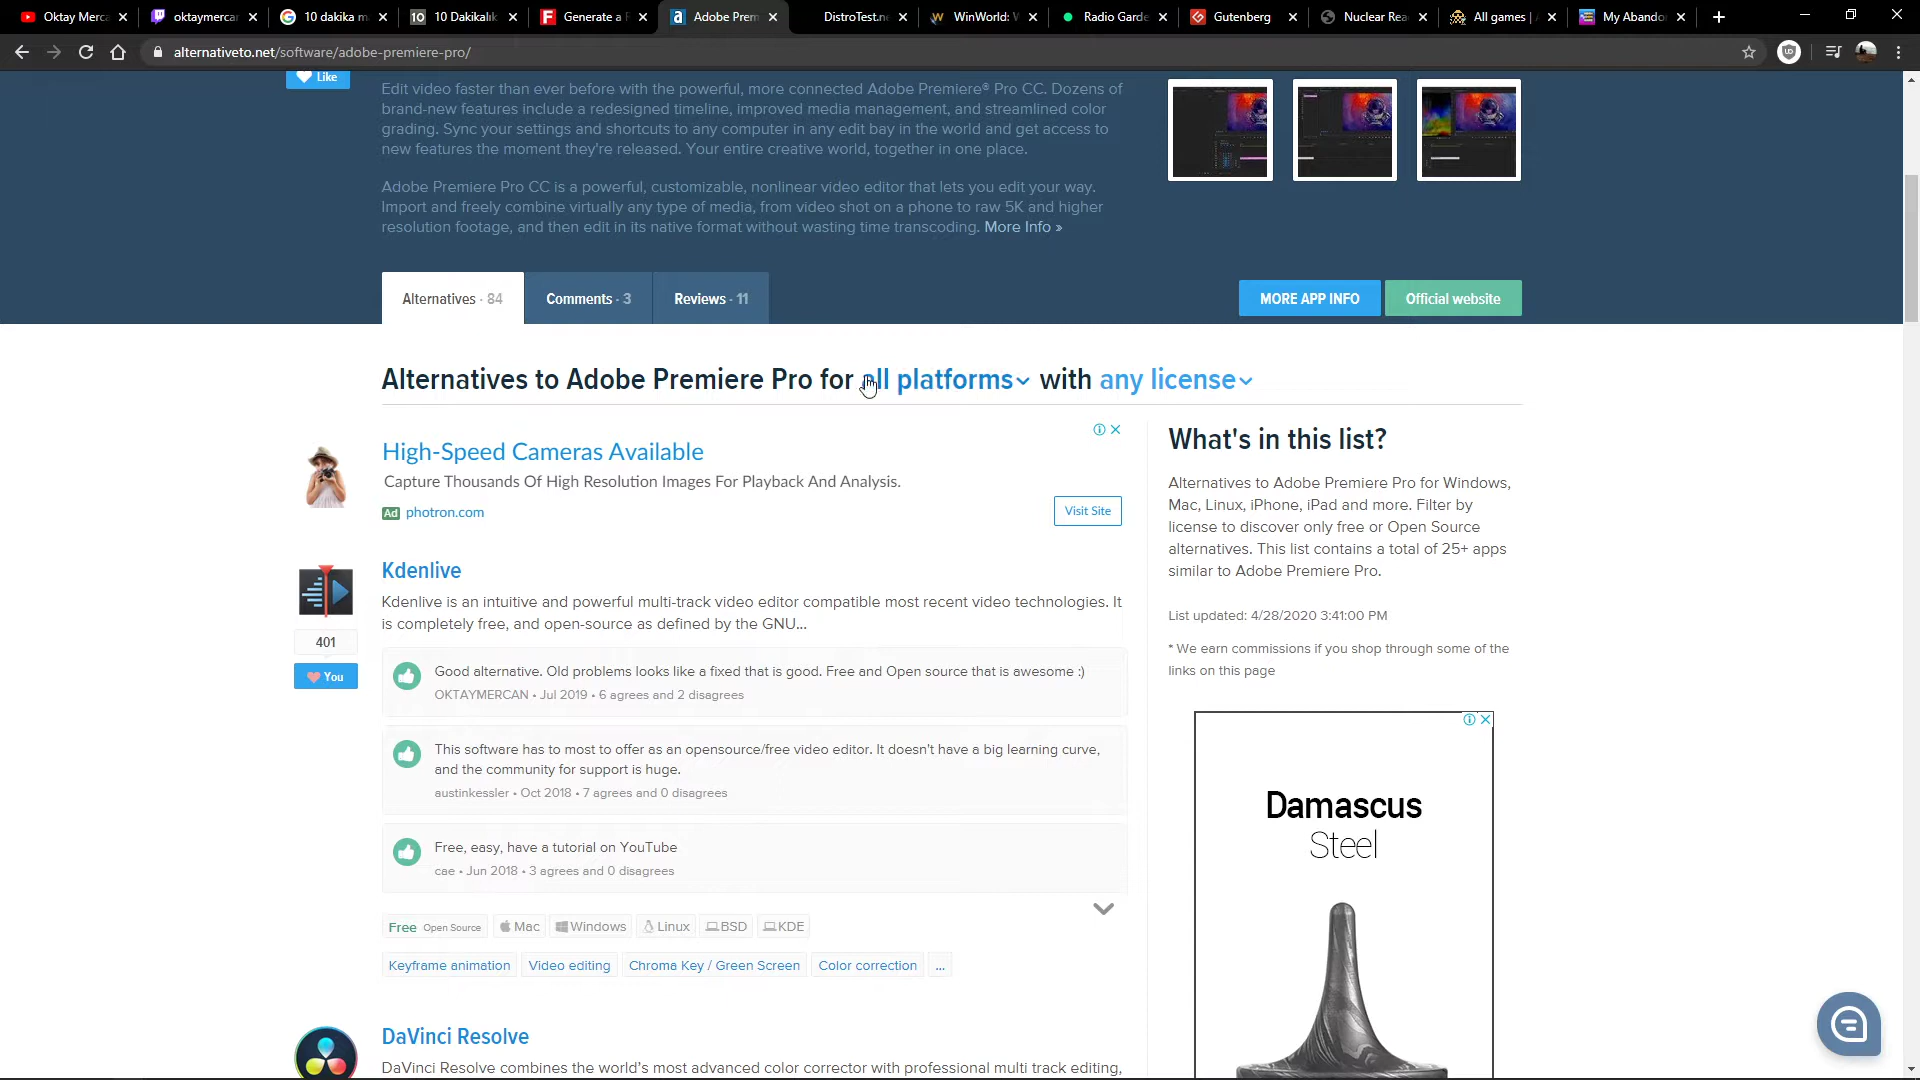 Oktay Merca
oktaymercan
10 dakika m
10 Dakikalık
Generate a F
Adobe Prem
DistroTest.ne
WinWorld: W
Radio Garde
Gutenberg
Nuclear Rea
All games |
My Abando
alternativeto.net/software/adobe-premiere-pro/
Like
Edit video faster than ever before with the powerful, more connected Adobe Premiere® Pro CC. Dozens of
brand-new features include a redesigned timeline, improved media management, and streamlined color
grading. Sync your settings and shortcuts to any computer in any edit bay in the world and get access to
new features the moment they're released. Your entire creative world, together in one place.
Adobe Premiere Pro CC is a powerful, customizable, nonlinear video editor that lets you edit your way.
Import and freely combine virtually any type of media, from video shot on a phone to raw 5K and higher
resolution footage, and then edit in its native format without wasting time transcoding. More Info »
Alternatives · 84
Comments · 3
Reviews · 11
MORE APP INFO
Official website
Alternatives to Adobe Premiere Pro for all platforms with any license
High-Speed Cameras Available
Capture Thousands Of High Resolution Images For Playback And Analysis.
Ad photron.com
Visit Site
Kdenlive
Kdenlive is an intuitive and powerful multi-track video editor compatible most recent video technologies. It
is completely free, and open-source as defined by the GNU...
401
You
Good alternative. Old problems looks like a fixed that is good. Free and Open source that is awesome :)
OKTAYMERCAN • Jul 2019 • 6 agrees and 2 disagrees
This software has to most to offer as an opensource/free video editor. It doesn't have a big learning curve,
and the community for support is huge.
austinkessler • Oct 2018 • 7 agrees and 0 disagrees
Free, easy, have a tutorial on YouTube
cae • Jun 2018 • 3 agrees and 0 disagrees
Free Open Source
Mac
Windows
Linux
BSD
KDE
Keyframe animation
Video editing
Chroma Key / Green Screen
Color correction
...
DaVinci Resolve
DaVinci Resolve combines the world's most advanced color corrector with professional multi track editing,
What's in this list?
Alternatives to Adobe Premiere Pro for Windows,
Mac, Linux, iPhone, iPad and more. Filter by
license to discover only free or Open Source
alternatives. This list contains a total of 25+ apps
similar to Adobe Premiere Pro.
List updated: 4/28/2020 3:41:00 PM
* We earn commissions if you shop through some of the
links on this page
Damascus
Steel